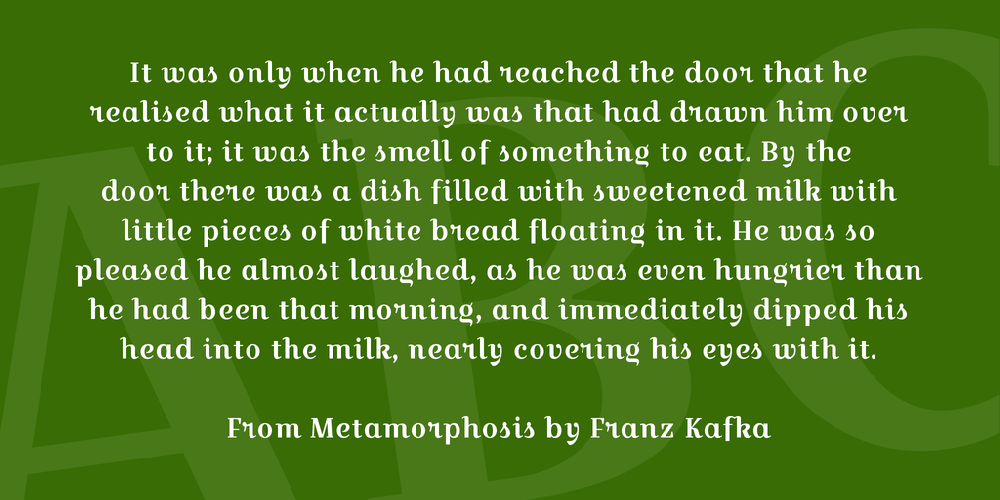 It was only when he had reached the door that he
realised what it actually was that had drawn him over
to it; it was the smell of something to eat. By the
door there was a dish filled with sweetened milk with
little pieces of white bread floating in it. He was so
pleased he almost laughed, as he was even hungrier than
he had been that morning, and immediately dipped his
head into the milk, nearly covering his eyes with it.
From Metamorphosis by Franz Kafka
ABC